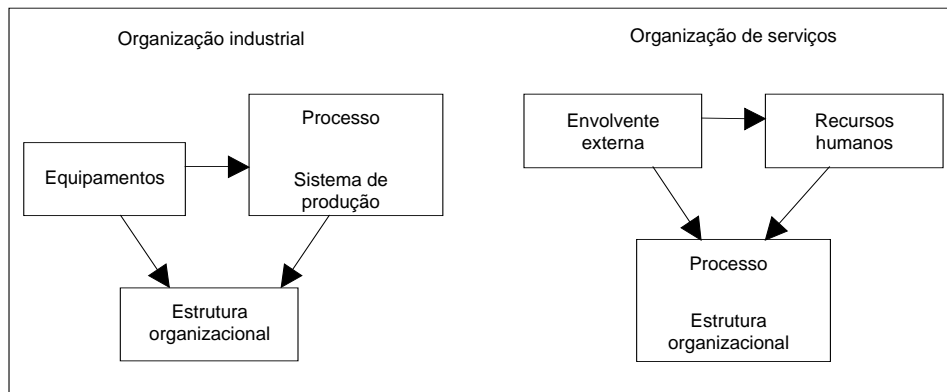 Organização industrial
Equipamentos
Processo
Sistema de
produção
Estrutura
organizacional
Organização de serviços
Envolvente
externa
Recursos
humanos
Processo
Estrutura
organizacional